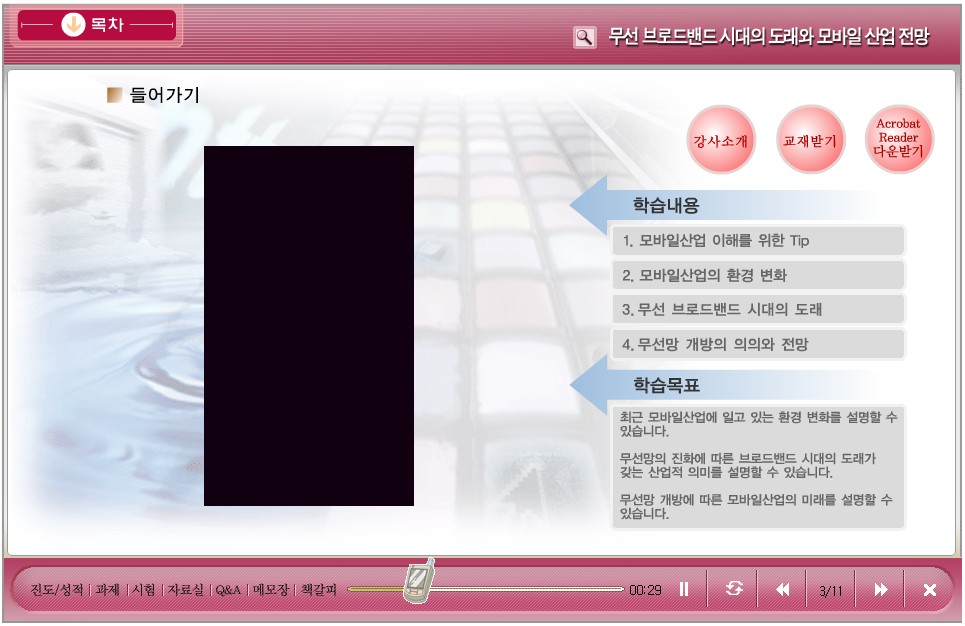 목차
무선 브로드밴드 시대의 도래와 모바일 산업 전망
들어가기
강사소개
교재받기
Acrobat
Reader
다운받기
학습내용
1. 모바일산업 이해를 위한 Tip
2. 모바일산업의 환경 변화
3. 무선 브로드밴드 시대의 도래
4. 무선망 개방의 의의와 전망
학습목표
최근 모바일산업에 일고 있는 환경 변화를 설명할 수
있습니다.
무선망의 진화에 따른 브로드밴드 시대의 도래가
갖는 산업적 의미를 설명할 수 있습니다.
무선망 개방에 따른 모바일산업의 미래를 설명할 수
있습니다.
진도/성적 | 과제 | 시험 | 자료실 | Q&A | 메모장 | 책갈피
00:29
3/11